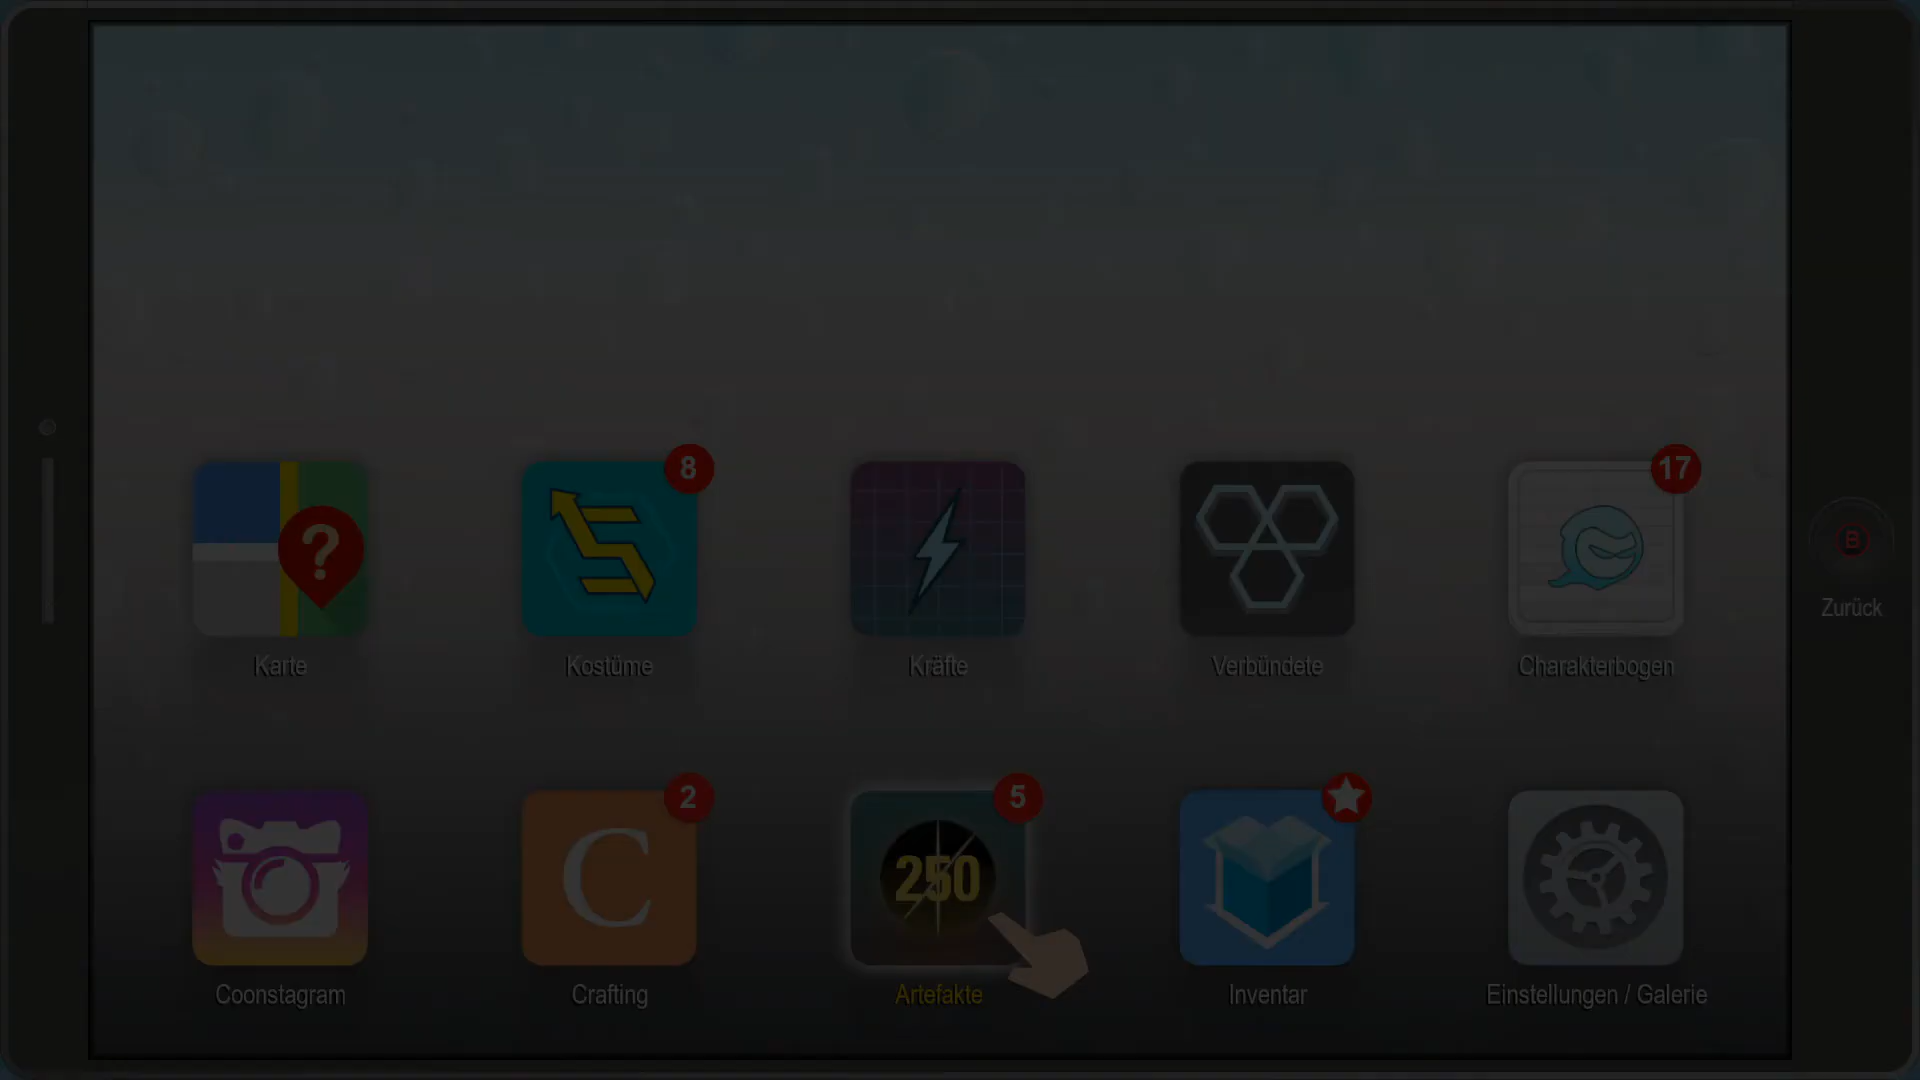 8
17
?
B
Karte
Kostüme
Kräfte
Verbündete
Charakterbogen
Zurück
2
5
C
250
Coonstagram
Crafting
Artefakte
Inventar
Einstellungen / Galerie